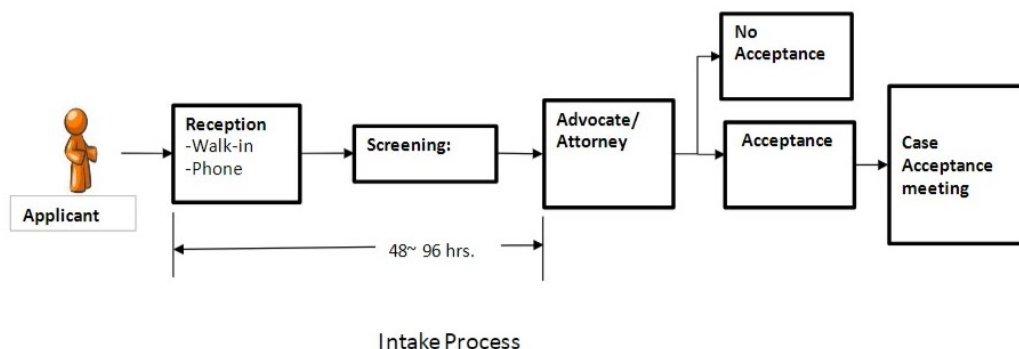 Applicant
Reception
-Walk-in
-Phone
Screening:
Advocate/
Attorney
No
Acceptance
Acceptance
Case
Acceptance
meeting
48~ 96 hrs.
Intake Process